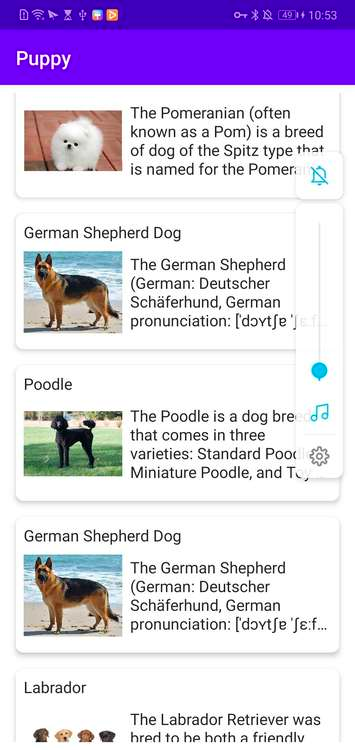 49 10:53
Puppy
The Pomeranian (often
known as a Pom) is a breed
of dog of the Spitz type that
is named for the Pomeran
German Shepherd Dog
The German Shepherd
(German: Deutscher
Schäferhund, German
pronunciation: [ˈdɔʏtʃɐ ˈʃɛːf...
Poodle
The Poodle is a dog breed
that comes in three
varieties: Standard Poodle
Miniature Poodle, and Toy
German Shepherd Dog
The German Shepherd
(German: Deutscher
Schäferhund, German
pronunciation: [ˈdɔʏtʃɐ ˈʃɛːf...
Labrador
The Labrador Retriever was
bred to be both a friendly